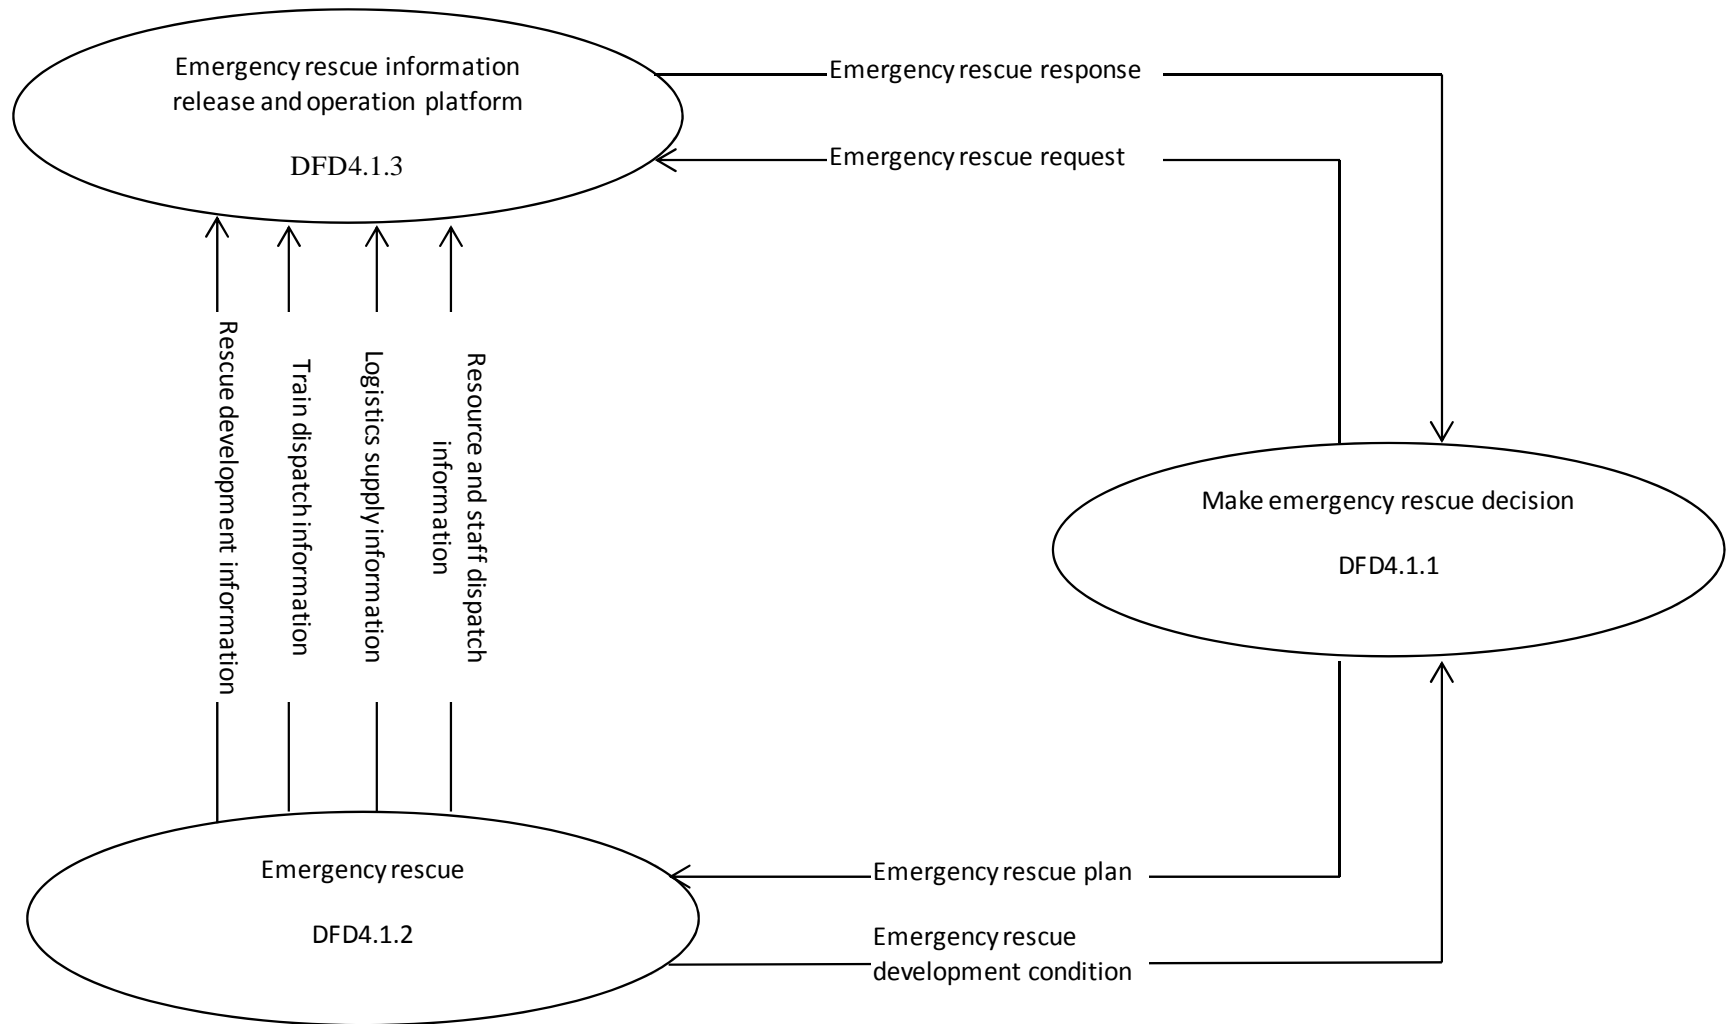 Emergency rescue information
release and operation platform
DFD4.1.3
Emergency rescue response
Emergency rescue request
Rescue development information
Train dispatch information
Logistics supply information
Resource and staff dispatch
information
Make emergency rescue decision
DFD4.1.1
Emergency rescue
DFD4.1.2
Emergency rescue plan
Emergency rescue
development condition